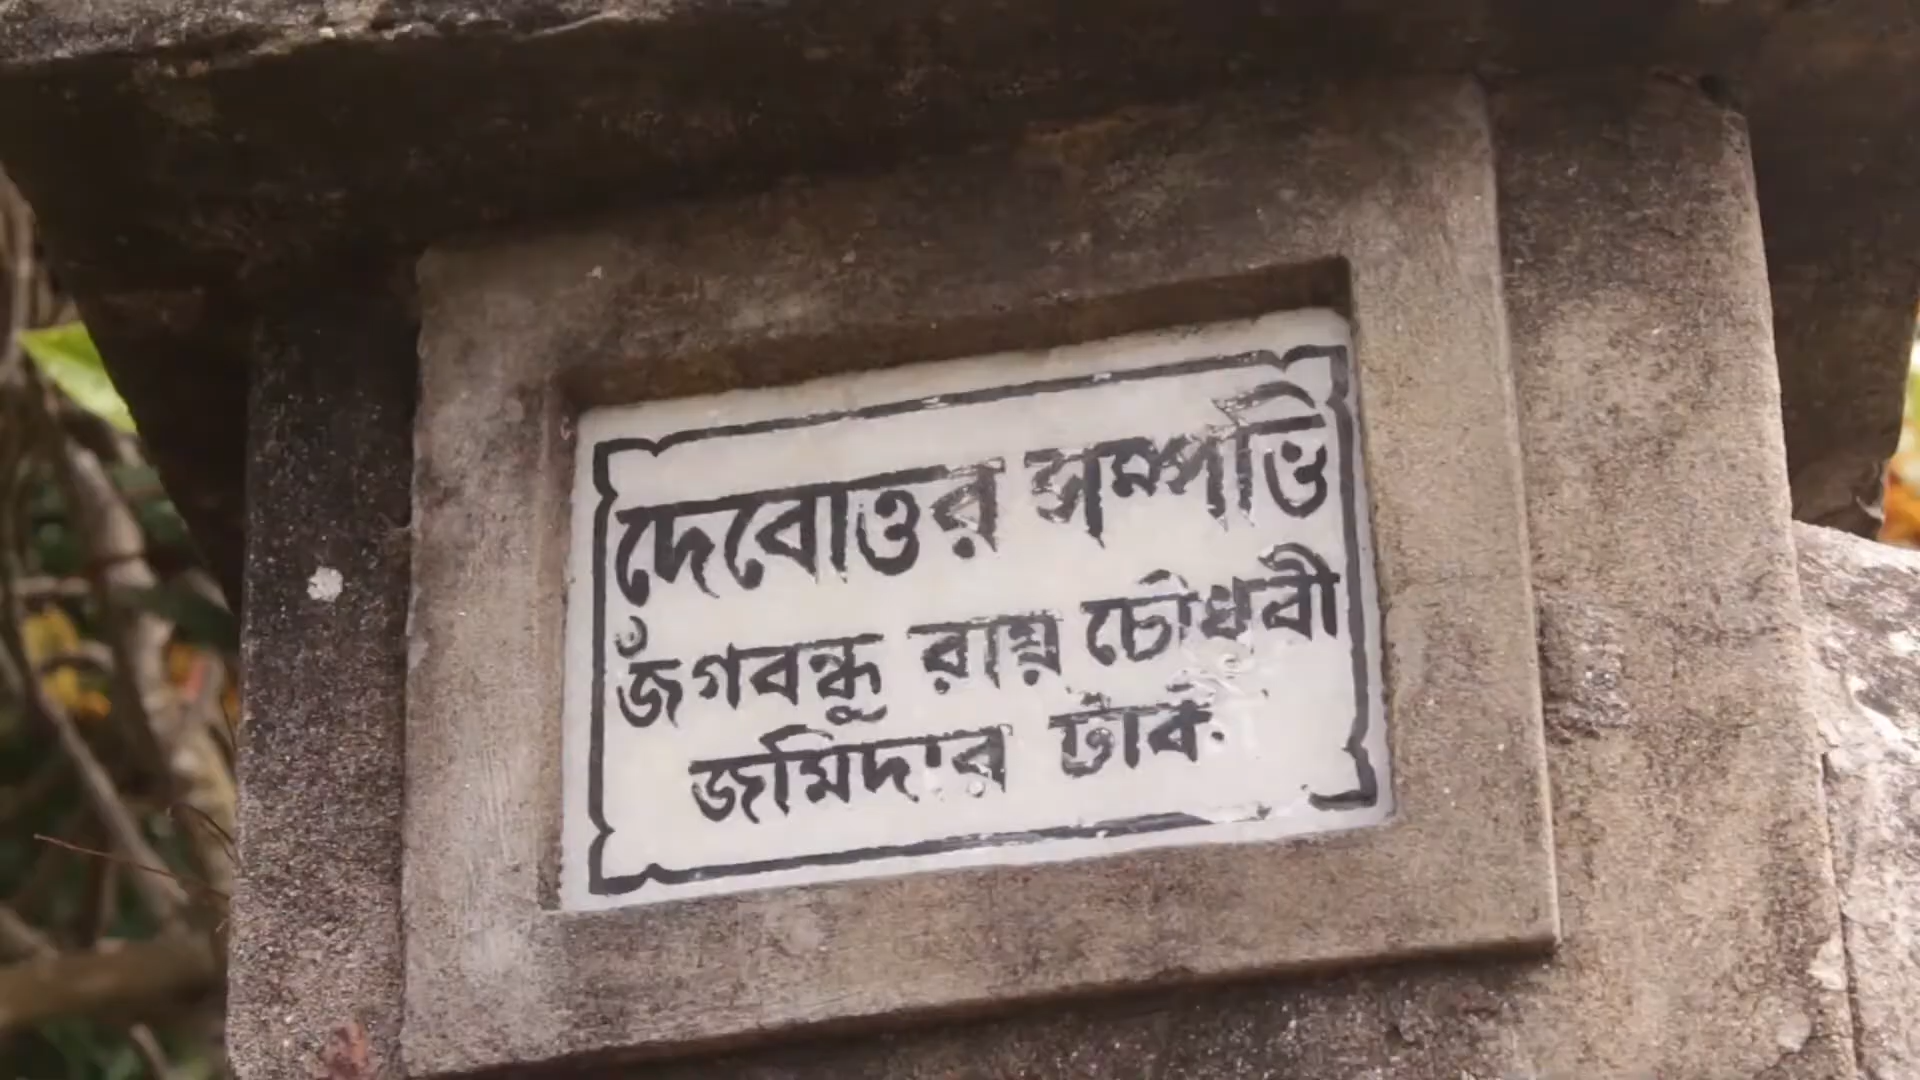 দেবোত্তর সম্পত্তি
ঁজগবন্ধু রায় চৌধুরী
জমিদার